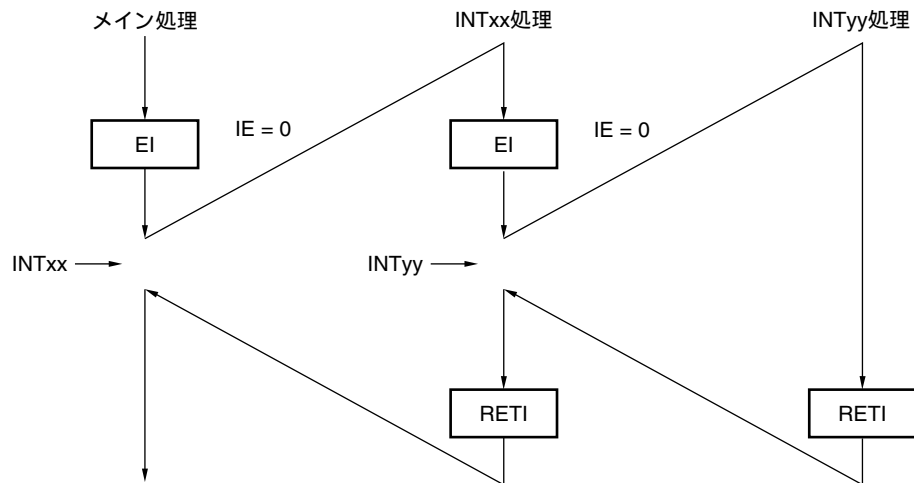 メイン処理
INTxx処理
INTyy処理
IE = 0
IE = 0
EI
EI
INTxx
INTyy
RETI
RETI